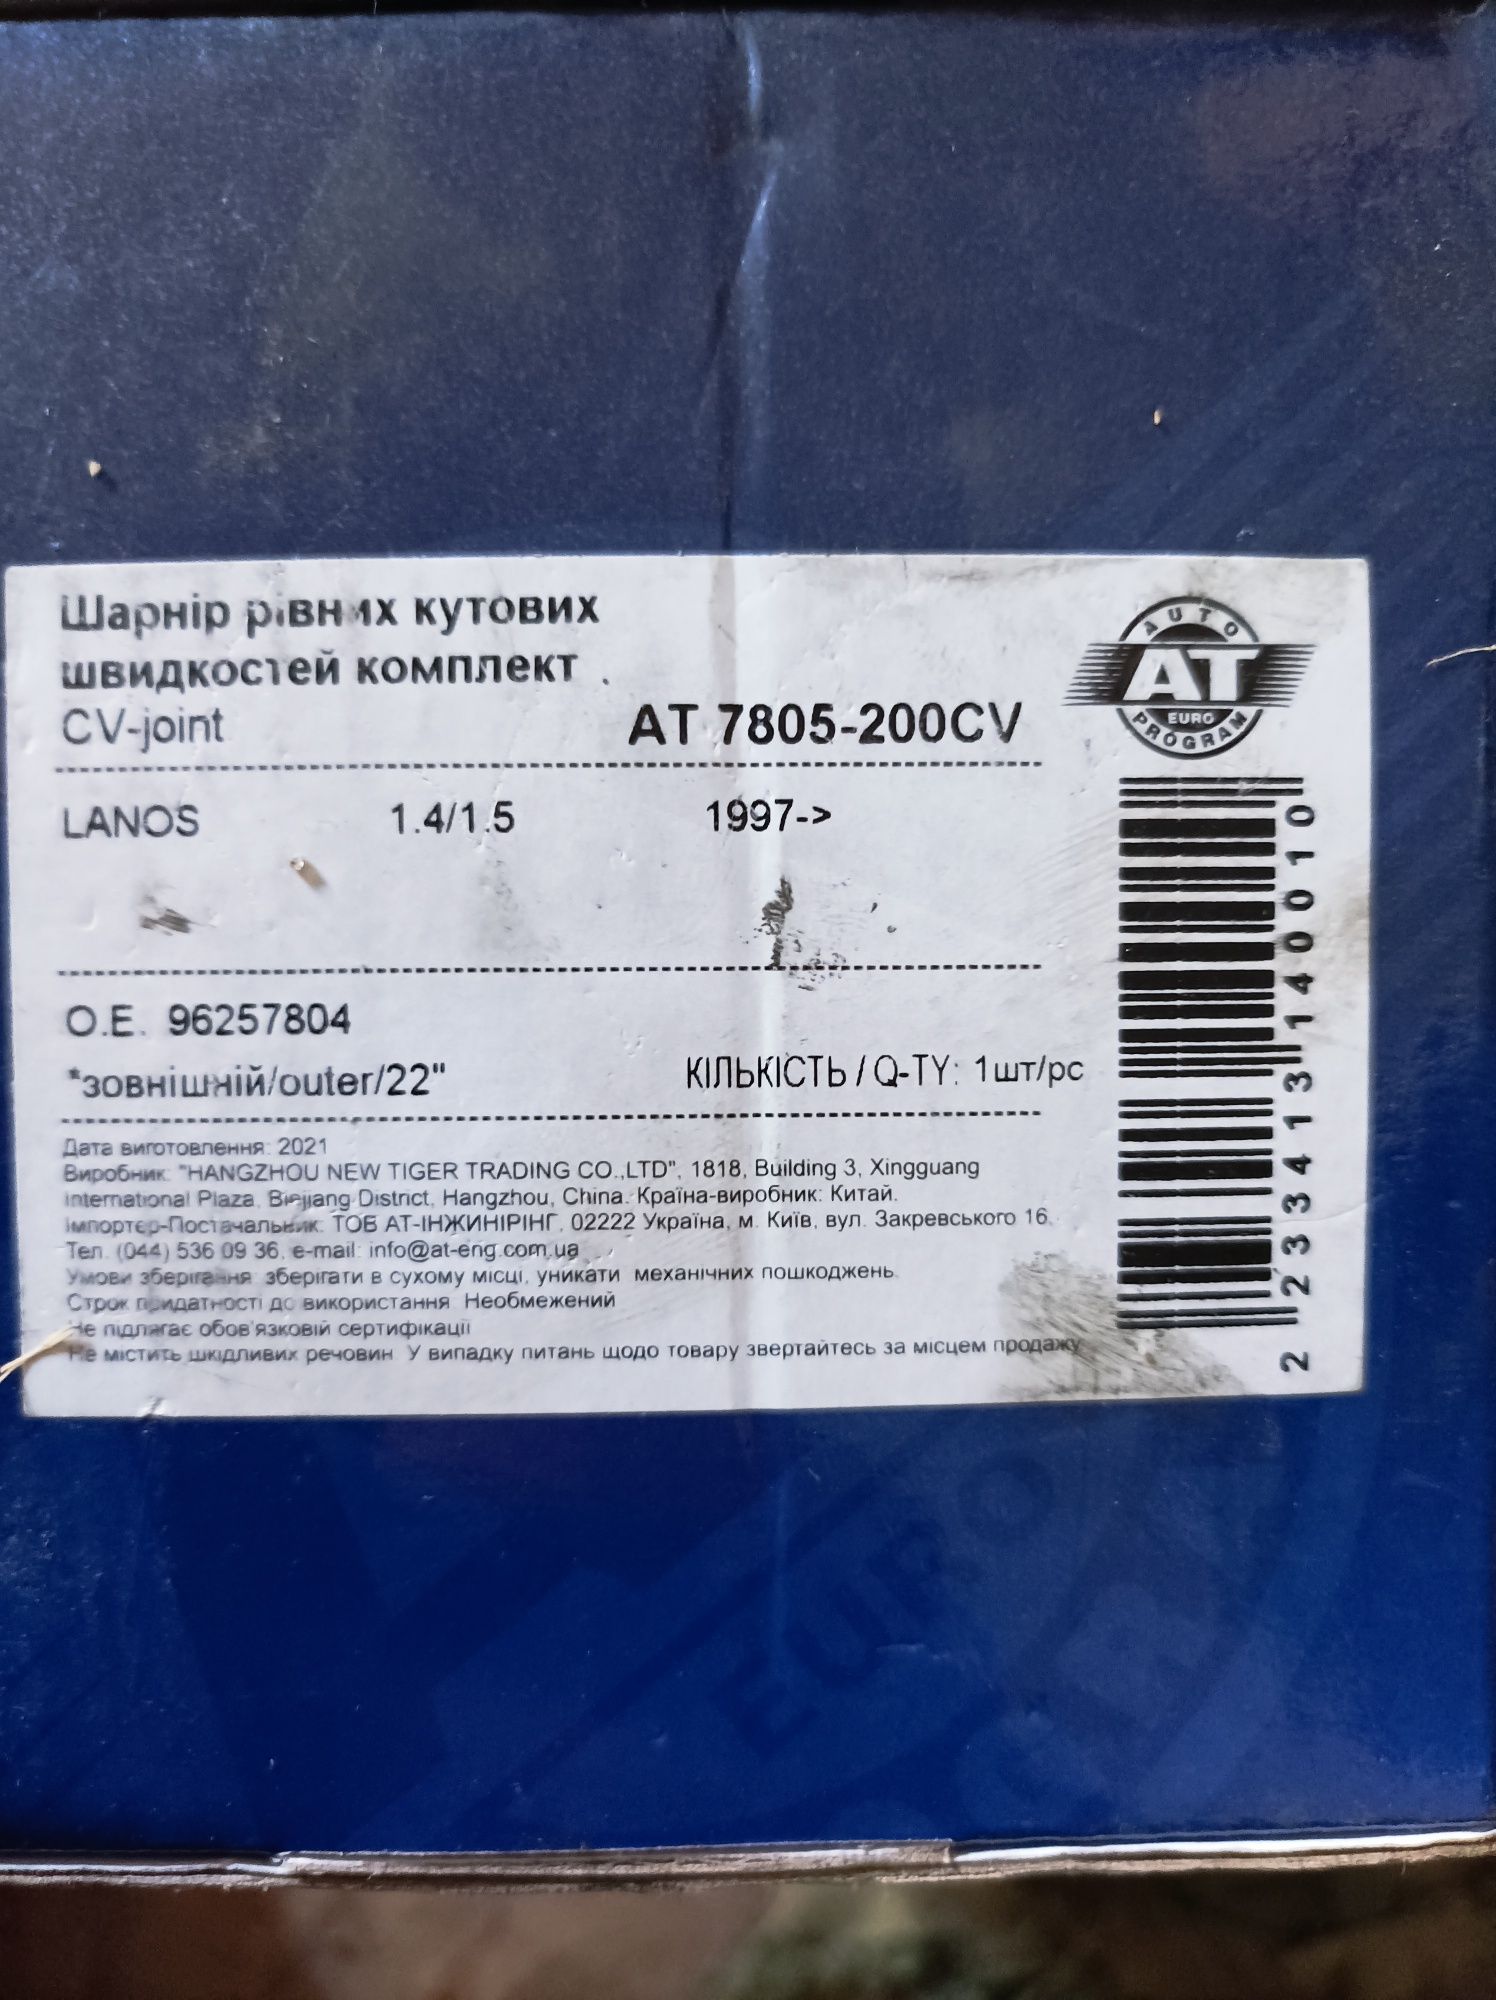 Шарнір рівних кутових
швидкостей комплект
CV-joint
AT 7805-200CV
AUTO
AT
EURO
PROGRAM
LANOS 1.4/1.5 1997->
O.E. 96257804
*зовнішній/outer/22"
КІЛЬКІСТЬ / Q-TY: 1шт/pc
Дата виготовлення: 2021
Виробник: "HANGZHOU NEW TIGER TRADING CO.,LTD", 1818, Building 3, Xingguang
International Plaza, Binjiang District, Hangzhou, China. Країна-виробник: Китай.
Імпортер-Постачальник: ТОВ АТ-ІНЖИНІРІНГ, 02222 Україна, м. Київ, вул. Закревського 16.
Тел. (044) 536 09 36, e-mail: info@at-eng.com.ua
Умови зберігання: зберігати в сухому місці, уникати механічних пошкоджень.
Строк придатності до використання: Необмежений
Не підлягає обов'язковій сертифікації
Не містить шкідливих речовин. У випадку питань щодо товару звертайтесь за місцем продажу
2 233413 140010
EURO